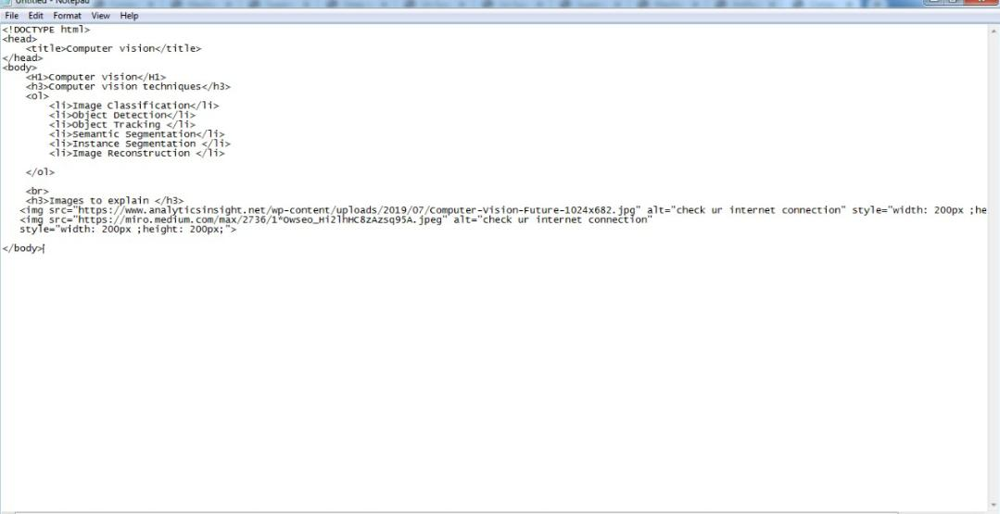 Untitled - Notepad
File Edit Format View Help
<!DOCTYPE html>
<head>
    <title>Computer vision</title>
</head>
<body>
    <H1>Computer vision</H1>
    <h3>Computer vision techniques</h3>
    <ol>
        <li>Image Classification</li>
        <li>Object Detection</li>
        <li>Object Tracking </li>
        <li>Semantic Segmentation</li>
        <li>Instance Segmentation </li>
        <li>Image Reconstruction </li>
    </ol>
    <br>
    <h3>Images to explain </h3>
   <img src="https://www.analyticsinsight.net/wp-content/uploads/2019/07/Computer-Vision-Future-1024x682.jpg" alt="check ur internet connection" style="width: 200px ;he
   <img src="https://miro.medium.com/max/2736/1*Owseo_Hi2lhHC8zAzsq95A.jpeg" alt="check ur internet connection"
   style="width: 200px ;height: 200px;">
</body>